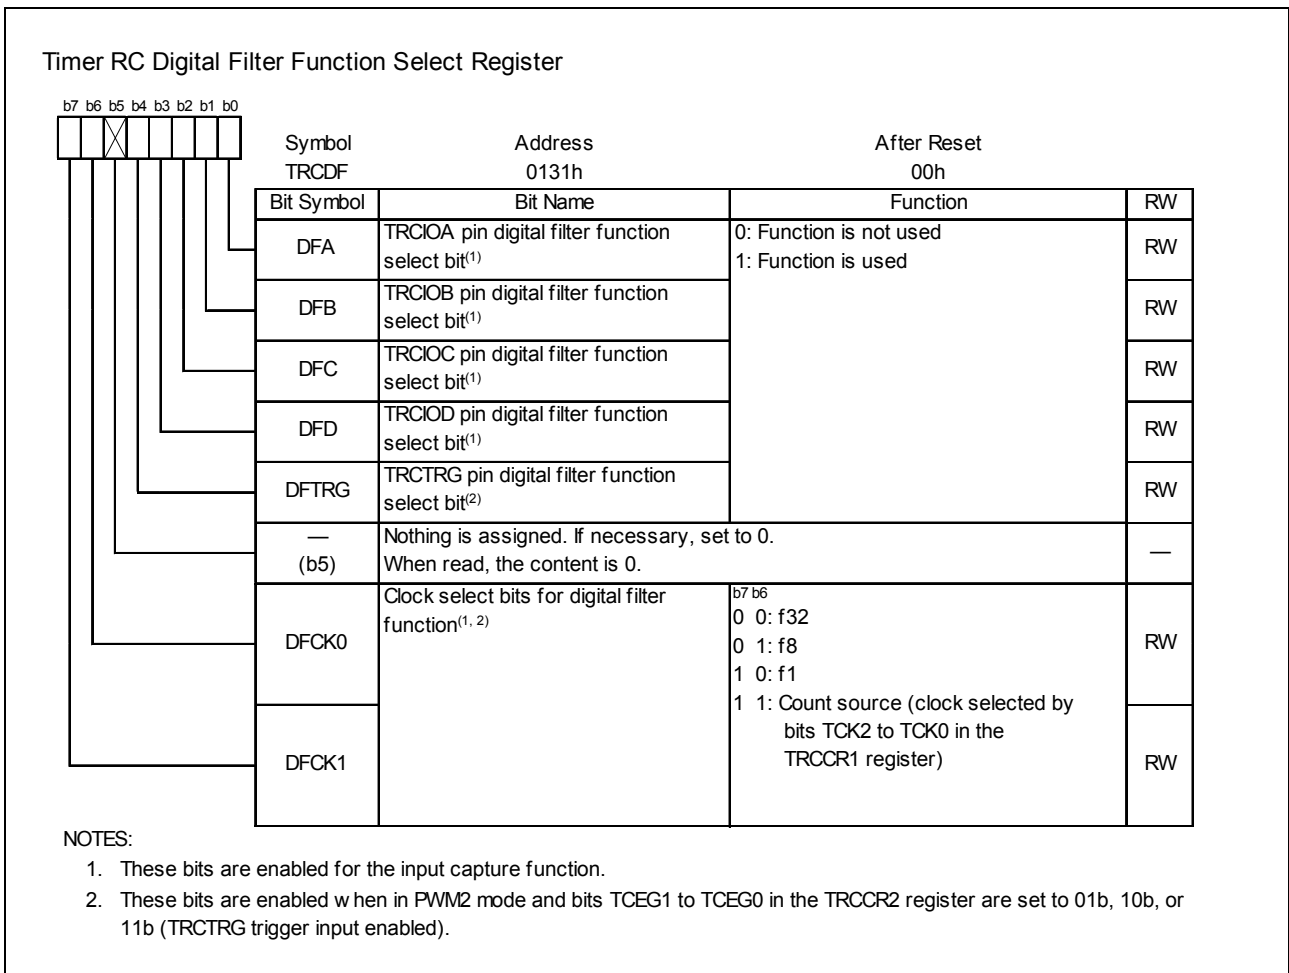 Timer RC Digital Filter Function Select Register
b7 b6 b5 b4 b3 b2 b1 b0
Symbol Address After Reset
TRCDF 0131h 00h
Bit Symbol Bit Name Function RW
DFA TRCIOA pin digital filter function select bit(1) 0: Function is not used RW
1: Function is used
DFB TRCIOB pin digital filter function select bit(1) RW
DFC TRCIOC pin digital filter function select bit(1) RW
DFD TRCIOD pin digital filter function select bit(1) RW
DFTRG TRCTRG pin digital filter function select bit(2) RW
— (b5) Nothing is assigned. If necessary, set to 0. —
When read, the content is 0.
DFCK0 Clock select bits for digital filter function(1, 2) b7 b6 RW
0 0: f32
0 1: f8
1 0: f1
1 1: Count source (clock selected by
bits TCK2 to TCK0 in the
TRCCR1 register)
DFCK1 RW
NOTES:
1. These bits are enabled for the input capture function.
2. These bits are enabled when in PWM2 mode and bits TCEG1 to TCEG0 in the TRCCR2 register are set to 01b, 10b, or
11b (TRCTRG trigger input enabled).